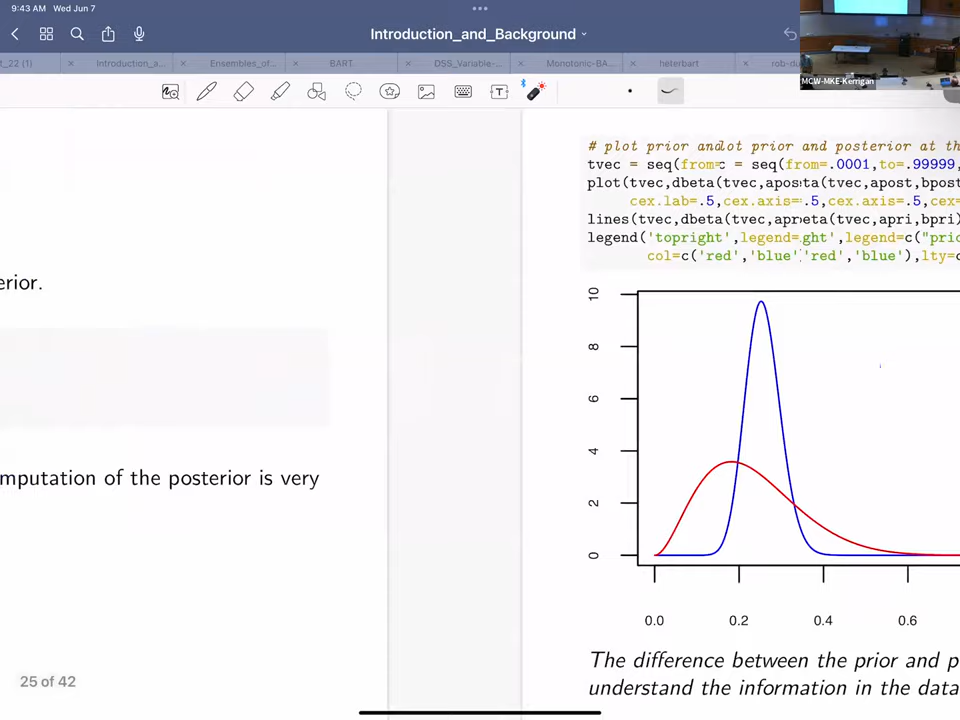 9:43 AM Wed Jun 7
Introduction_and_Background
t_22 (1)
Introduction_a...
Ensembles_of...
BART
DSS_Variable-...
Monotonic-BA...
heterbart
rob-du
MCW-MKE-Kerrigan
erior.
mputation of the posterior is very
25 of 42
# plot prior andlot prior and posterior at th
tvec = seq(from= = seq(from=.0001,to=.99999,
plot(tvec,dbeta(tvec,aposta(tvec,apost,bpost
cex.lab=.5,cex.axis=.5,cex.axis=.5,cex=
lines(tvec,dbeta(tvec,apreta(tvec,apri,bpri)
legend('topright',legend=ght',legend=c("prio
col=c('red','blue''red','blue'),lty=c
10
8
6
4
2
0
0.0 0.2 0.4 0.6
The difference between the prior and p
understand the information in the data